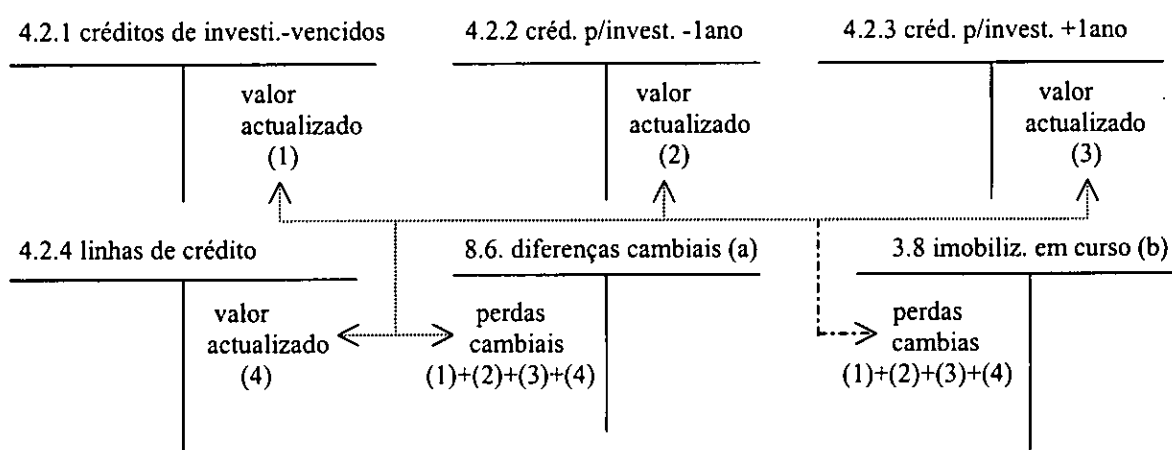 4.2.1 créditos de investi.-vencidos
4.2.2 créd. p/invest. -1ano
4.2.3 créd. p/invest. +1ano
valor
actualizado
(1)
valor
actualizado
(2)
valor
actualizado
(3)
4.2.4 linhas de crédito
8.6. diferenças cambiais (a)
3.8 imobiliz. em curso (b)
valor
actualizado
(4)
perdas
cambiais
(1)+(2)+(3)+(4)
perdas
cambias
(1)+(2)+(3)+(4)